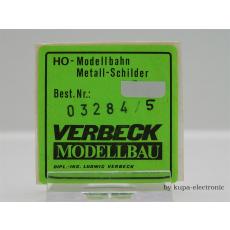 HO-Modellbahn
Metall-Schilder
Best.Nr.:
03284/5
VERBECK
MODELLBAU
DIPL.-ING. LUDWIG VERBECK
by kupa-electronic